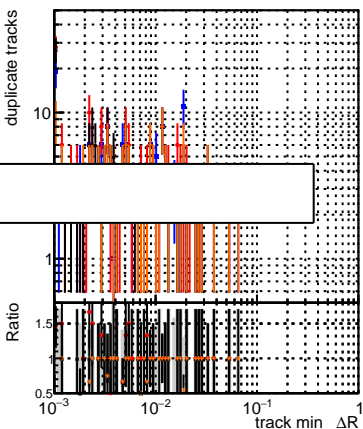 duplicate tracks
10
1
Ratio
1.5
1
0.5
10⁻³ 10⁻² 10⁻¹ 1
track min ΔR